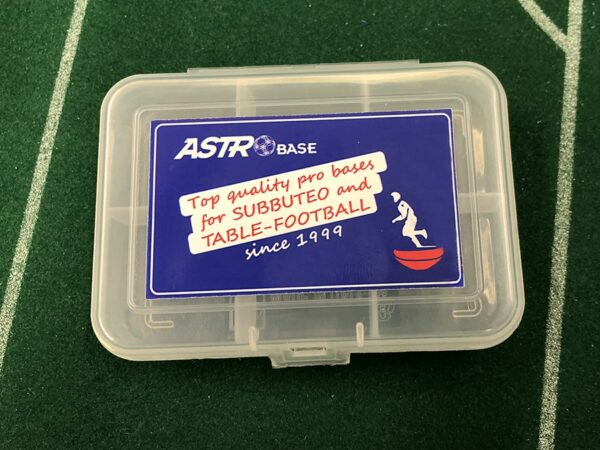 ASTRO BASE
Top quality pro bases
for SUBBUTEO and
TABLE-FOOTBALL
since 1999